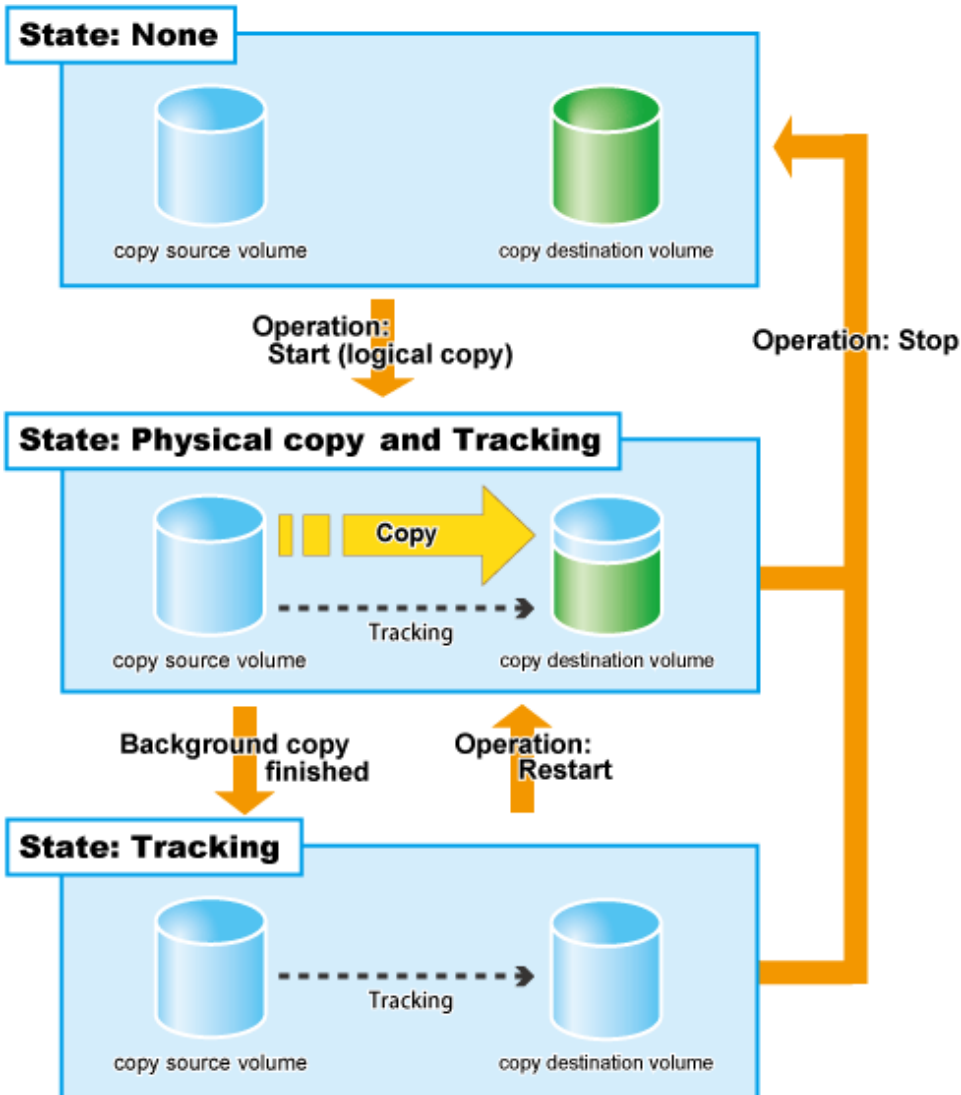 State: None
copy source volume
copy destination volume
Operation:
Start (logical copy)
Operation: Stop
State: Physical copy and Tracking
Copy
Tracking
copy source volume
copy destination volume
Background copy
finished
Operation:
Restart
State: Tracking
Tracking
copy source volume
copy destination volume